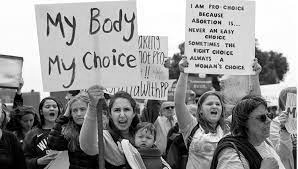 My Body
My Choice
I AM PRO-CHOICE
BECAUSE
ABORTION IS...
NEVER AN EASY
CHOICE
SOMETIMES THE
RIGHT CHOICE
ALWAYS A
WOMAN'S CHOICE